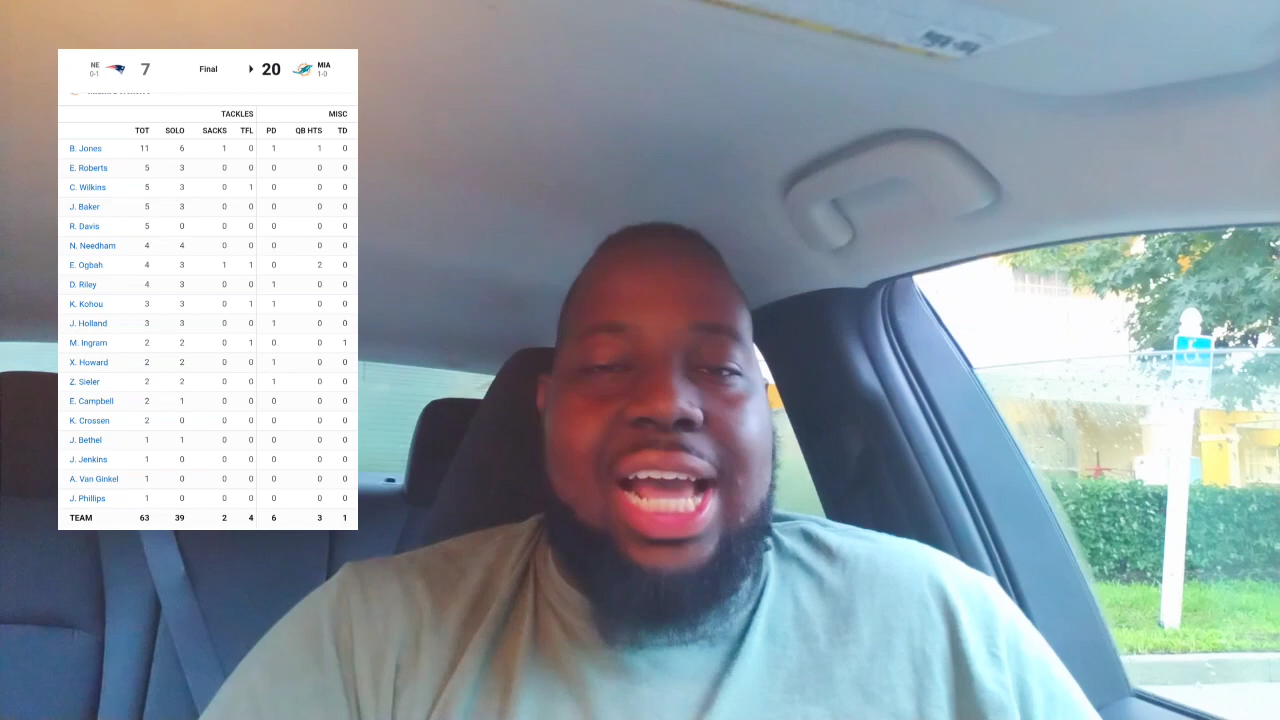 NE 7 Final 20 MIA
0-1 1-0
TACKLES MISC
TOT SOLO SACKS TFL PD QB HTS TD
B. Jones 11 6 1 0 1 1 0
E. Roberts 5 3 0 0 0 0 0
C. Wilkins 5 3 0 1 0 0 0
J. Baker 5 3 0 0 0 0 0
R. Davis 5 0 0 0 0 0 0
N. Needham 4 4 0 0 0 0 0
E. Ogbah 4 3 1 1 0 2 0
D. Riley 4 3 0 0 1 0 0
K. Kohou 3 3 0 1 1 0 0
J. Holland 3 3 0 0 1 0 0
M. Ingram 2 2 0 1 0 0 1
X. Howard 2 2 0 0 1 0 0
Z. Sieler 2 2 0 0 1 0 0
E. Campbell 2 1 0 0 0 0 0
K. Crossen 2 0 0 0 0 0 0
J. Bethel 1 1 0 0 0 0 0
J. Jenkins 1 0 0 0 0 0 0
A. Van Ginkel 1 0 0 0 0 0 0
J. Phillips 1 0 0 0 0 0 0
TEAM 63 39 2 4 6 3 1